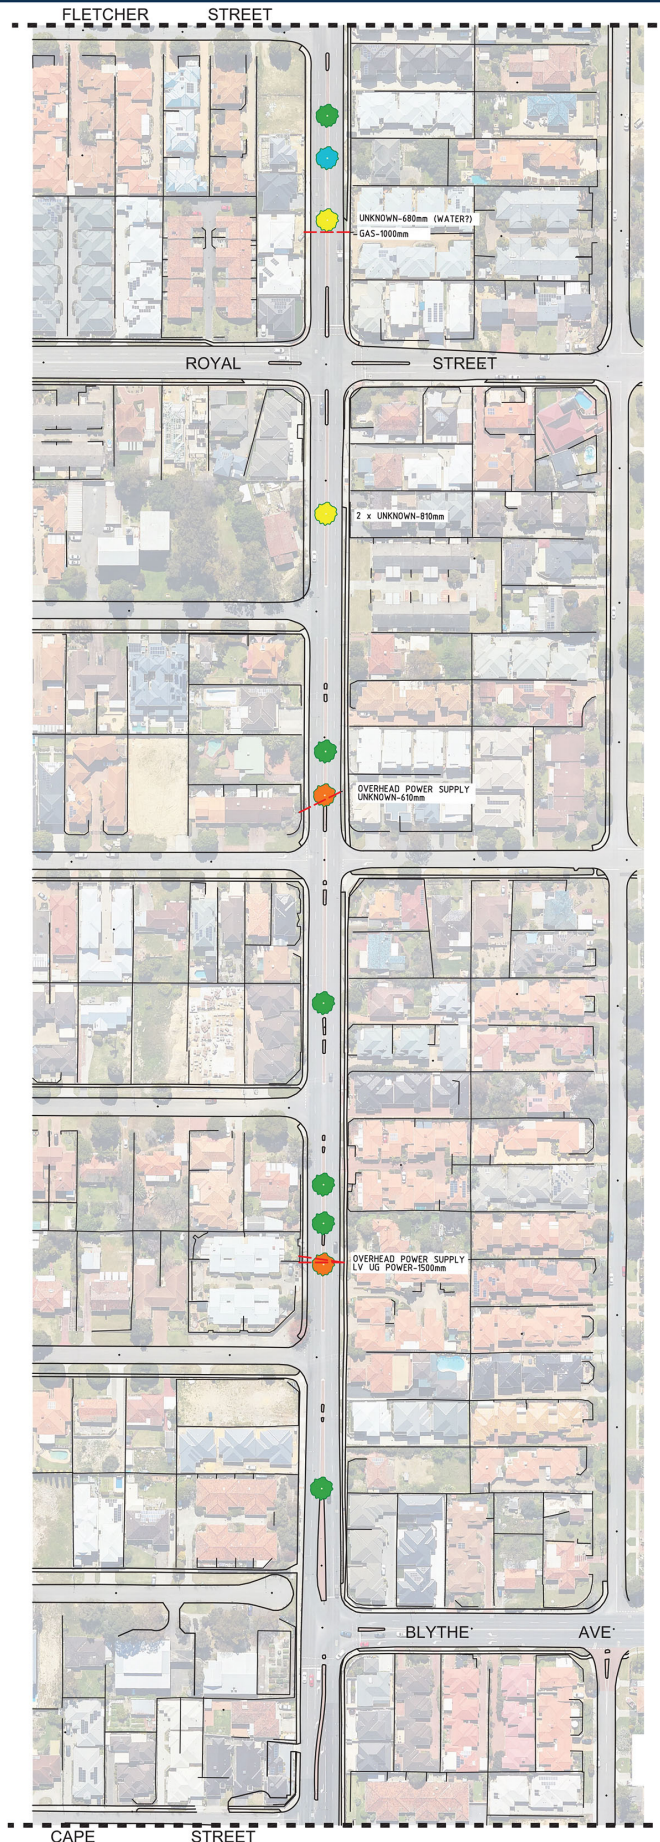 FLETCHER STREET
UNKNOWN-680mm (WATER?)
GAS-1000mm
ROYAL STREET
2 x UNKNOWN-810mm
OVERHEAD POWER SUPPLY
UNKNOWN-610mm
OVERHEAD POWER SUPPLY
LV UG POWER-1500mm
BLYTHE AVE
CAPE STREET